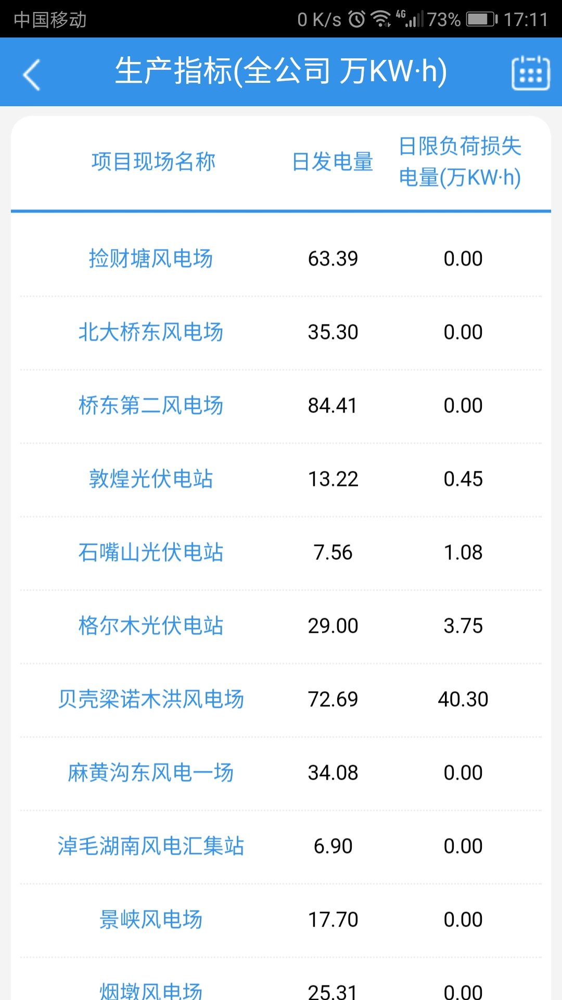 中国移动 0 K/s 4G 73% 17:11
生产指标(全公司 万KW·h)
项目现场名称 日发电量 日限负荷损失
电量(万KW·h)
捡财塘风电场 63.39 0.00
北大桥东风电场 35.30 0.00
桥东第二风电场 84.41 0.00
敦煌光伏电站 13.22 0.45
石嘴山光伏电站 7.56 1.08
格尔木光伏电站 29.00 3.75
贝壳梁诺木洪风电场 72.69 40.30
麻黄沟东风电一场 34.08 0.00
淖毛湖南风电汇集站 6.90 0.00
景峡风电场 17.70 0.00
烟墩风电场 25.31 0.00